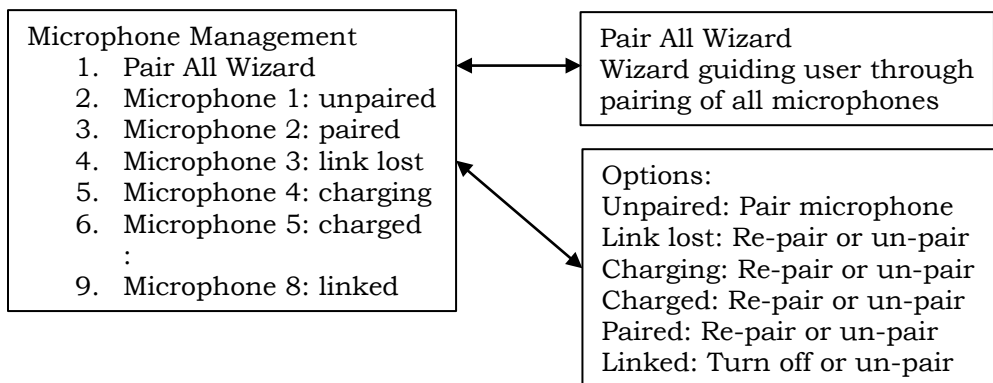 Microphone Management
1. Pair All Wizard
2. Microphone 1: unpaired
3. Microphone 2: paired
4. Microphone 3: link lost
5. Microphone 4: charging
6. Microphone 5: charged
:
9. Microphone 8: linked
Pair All Wizard
Wizard guiding user through
pairing of all microphones
Options:
Unpaired: Pair microphone
Link lost: Re-pair or un-pair
Charging: Re-pair or un-pair
Charged: Re-pair or un-pair
Paired: Re-pair or un-pair
Linked: Turn off or un-pair